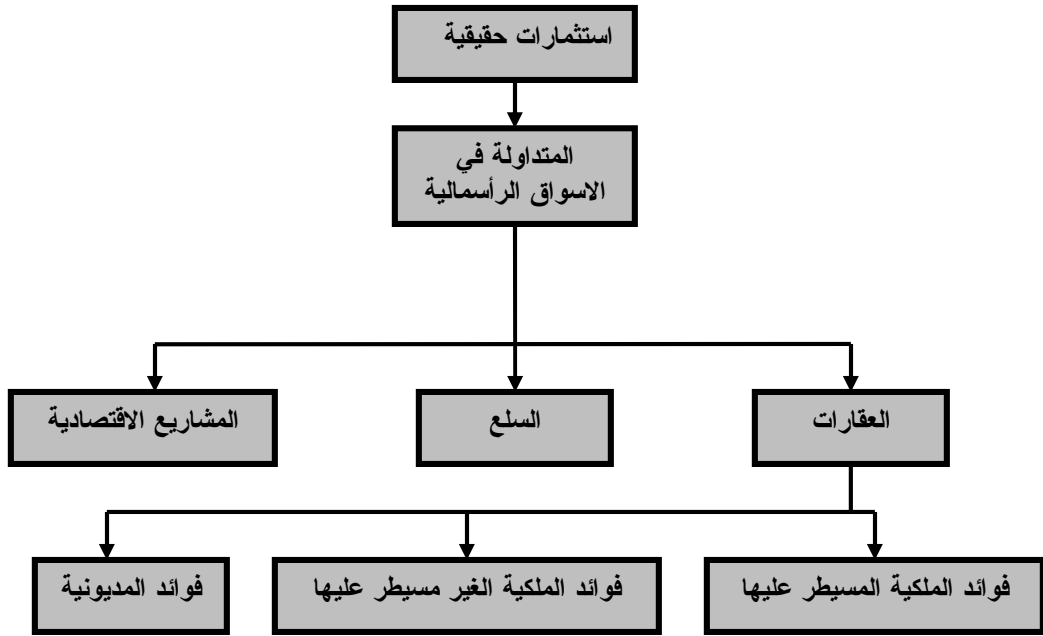 استثمارات حقيقية
المتداولة في
الاسواق الرأسمالية
العقارات
السلع
المشاريع الاقتصادية
فوائد الملكية المسيطر عليها
فوائد الملكية الغير مسيطر عليها
فوائد المديونية